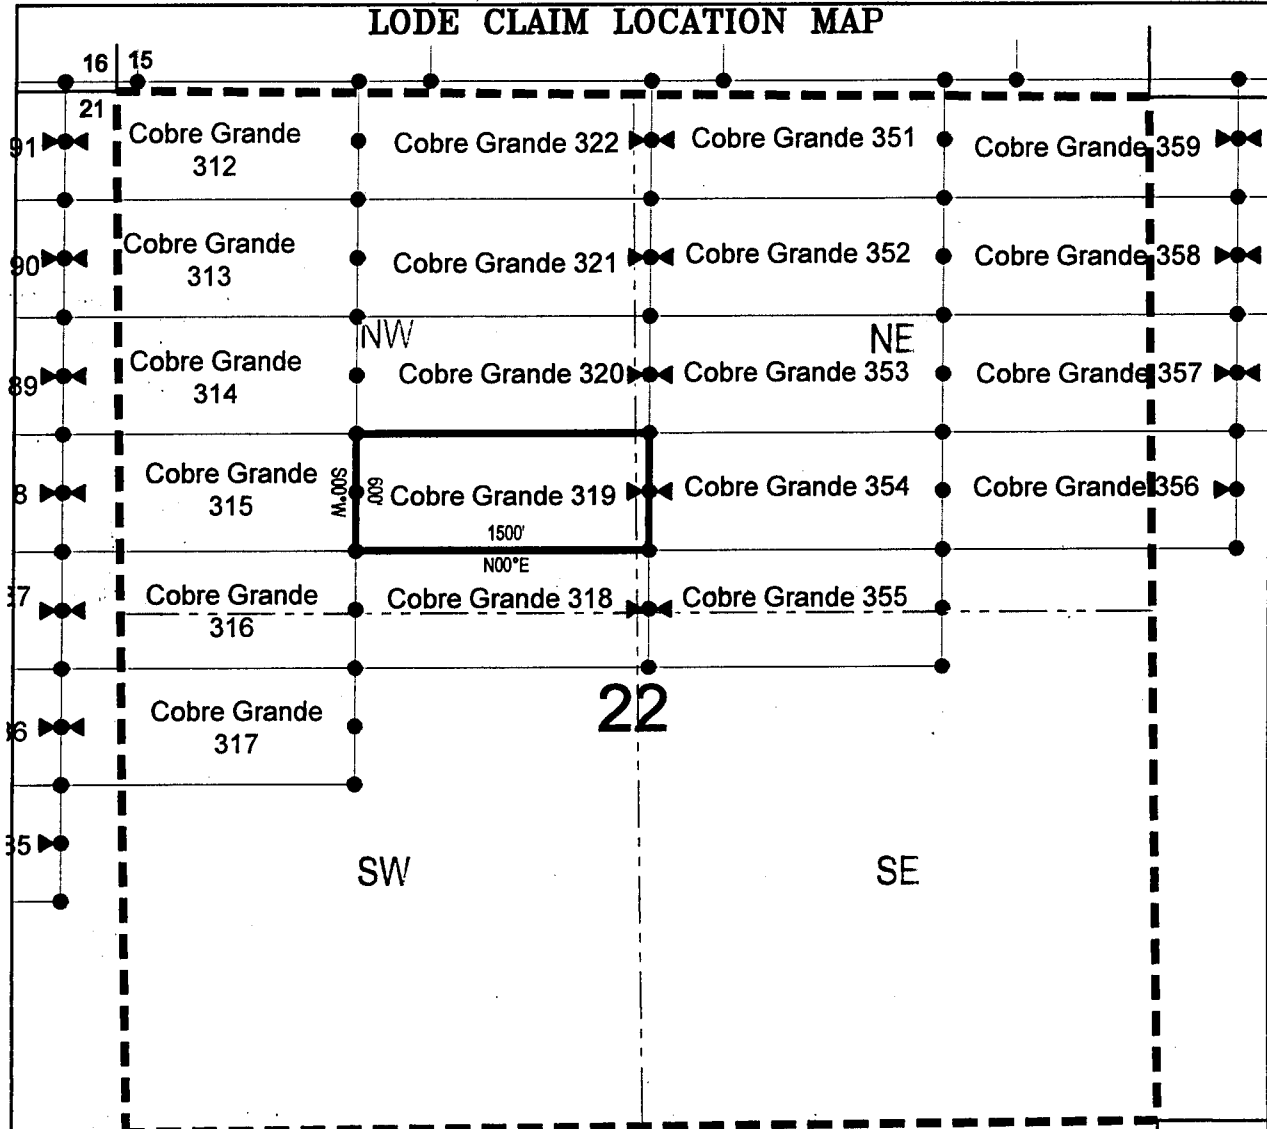 LODE CLAIM LOCATION MAP
16 15
21
91
Cobre Grande
312
Cobre Grande 322
Cobre Grande 351
Cobre Grande 359
90
Cobre Grande
313
Cobre Grande 321
Cobre Grande 352
Cobre Grande 358
NW
NE
89
Cobre Grande
314
Cobre Grande 320
Cobre Grande 353
Cobre Grande 357
8
Cobre Grande
315
S00°W
600'
Cobre Grande 319
Cobre Grande 354
Cobre Grande 356
1500'
N00°E
Cobre Grande
316
Cobre Grande 318
Cobre Grande 355
22
Cobre Grande
317
SW
SE